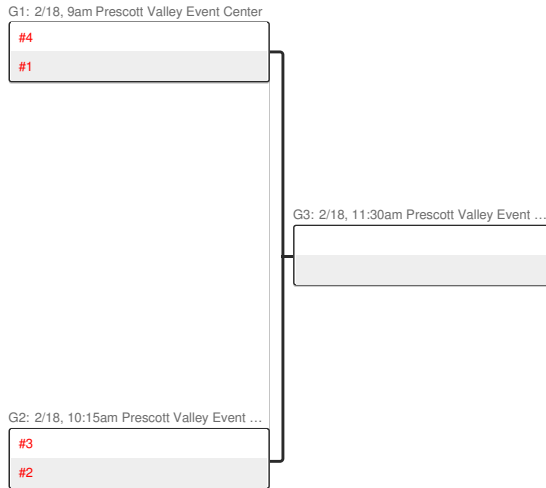 G1: 2/18, 9am Prescott Valley Event Center
#4
#1
G3: 2/18, 11:30am Prescott Valley Event ...
G2: 2/18, 10:15am Prescott Valley Event ...
#3
#2